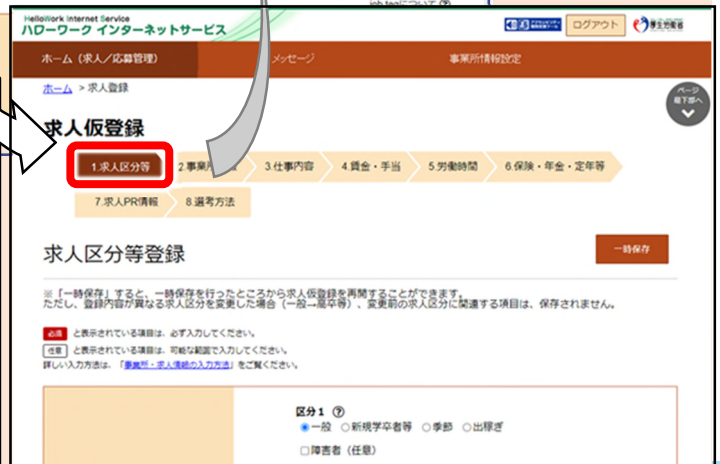 job tagについて
HelloWork Internet Service
ハローワーク インターネットサービス
ログアウト
厚生労働省
ホーム（求人／応募管理）
メッセージ
事業所情報設定
ホーム > 求人登録
ページ
最下部へ
求人仮登録
1.求人区分等
2.事業所
3.仕事内容
4.賃金・手当
5.労働時間
6.保険・年金・定年等
7.求人PR情報
8.選考方法
求人区分等登録
一時保存
※「一時保存」すると、一時保存を行ったところから求人仮登録を再開することができます。
ただし、登録内容が異なる求人区分を変更した場合（一般→高卒等）、変更前の求人区分に関連する項目は、保存されません。
必須 と表示されている項目は、必ず入力してください。
任意 と表示されている項目は、可能な範囲で入力してください。
詳しい入力方法は、「事業所・求人情報の入力方法」をご覧ください。
区分1 ?
一般 新規学卒者等 季節 出稼ぎ
障害者（任意）